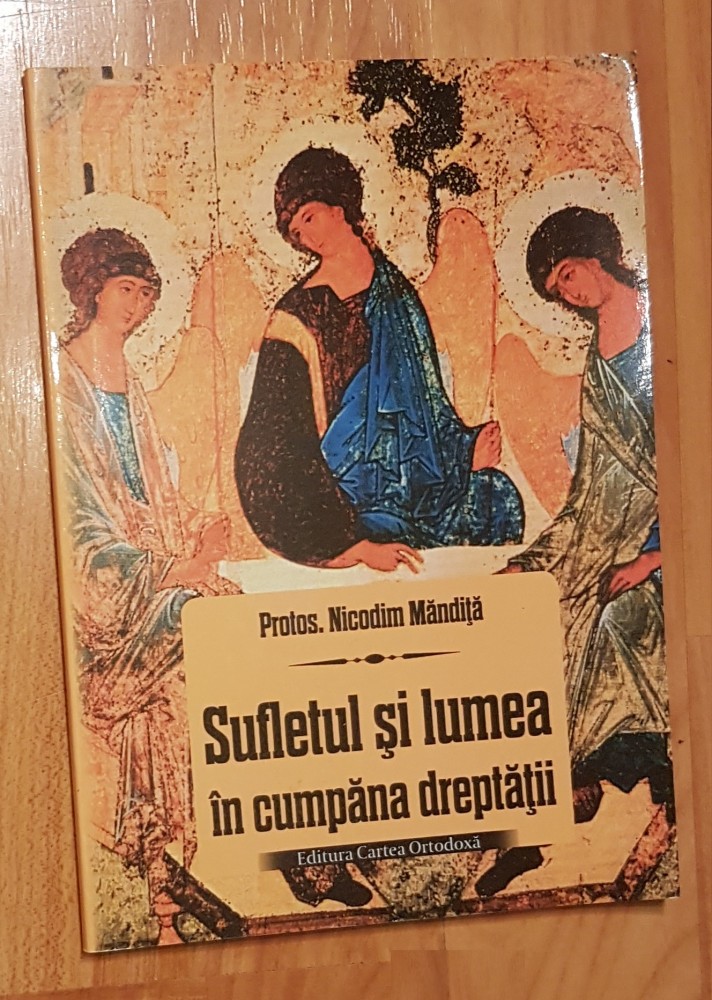 Protos. Nicodim Măndiţă
Sufletul şi lumea
în cumpăna dreptăţii
Editura Cartea Ortodoxă